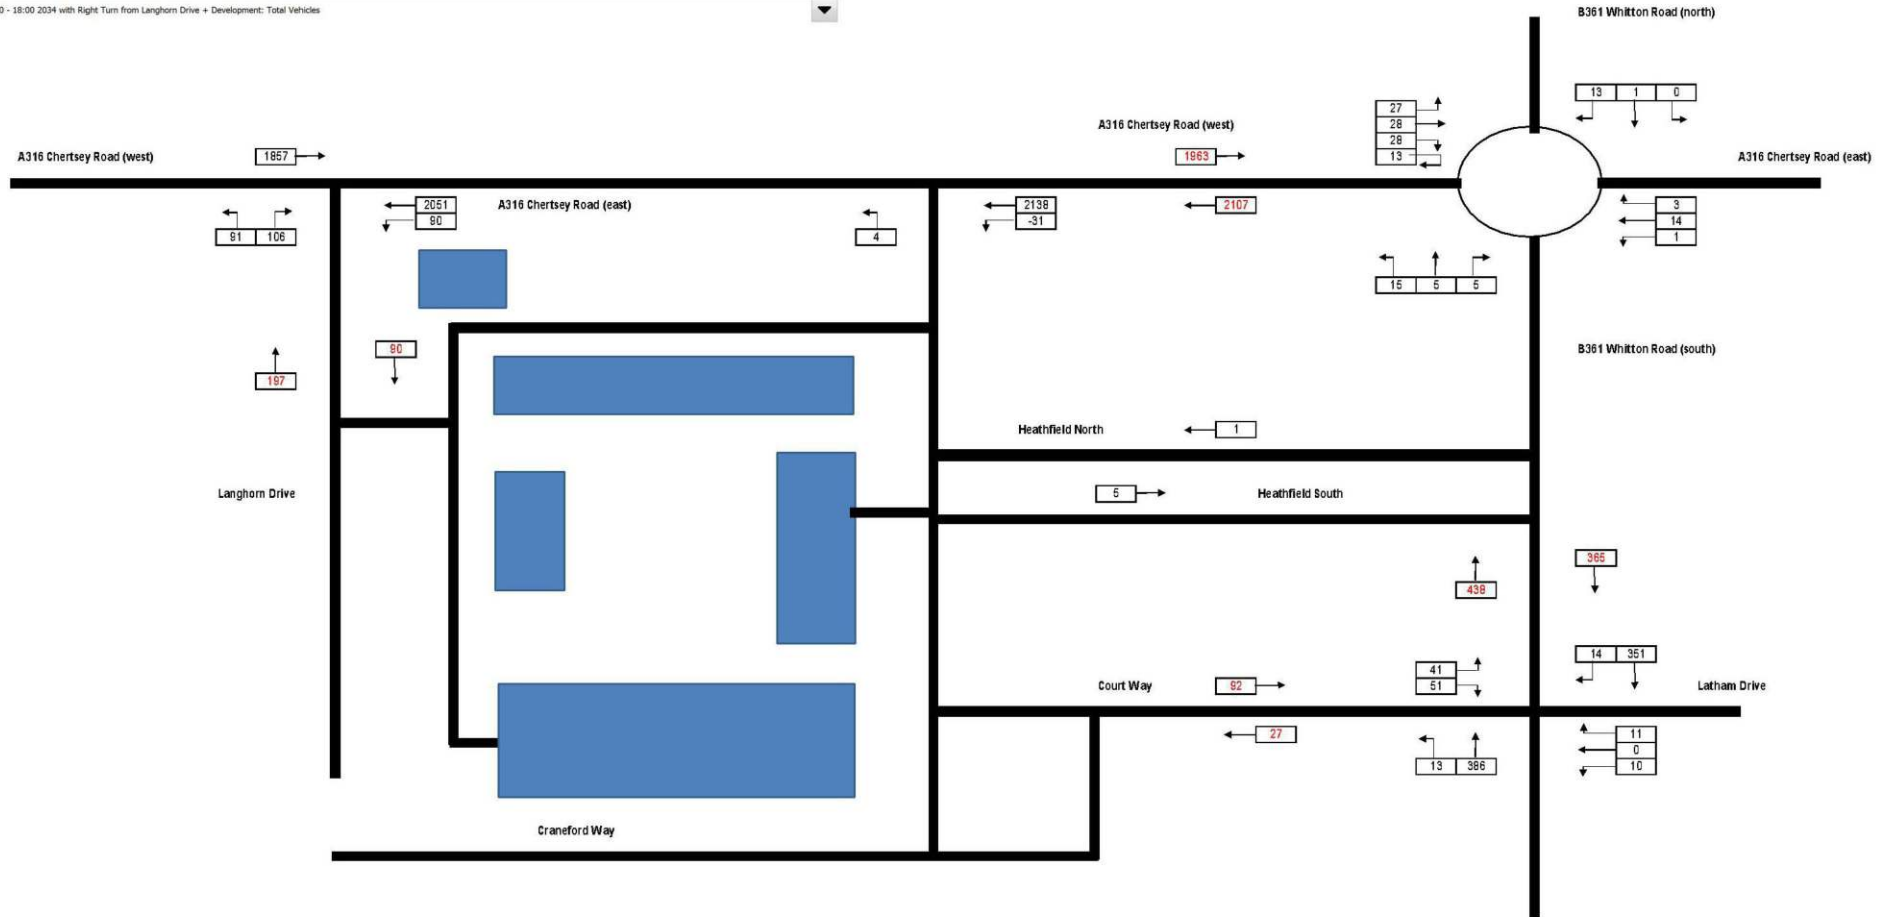 0 - 18:00 2034 with Right Turn from Langhorn Drive + Development: Total Vehicles
B361 Whitton Road (north)
13 1 0
27
28
28
13
A316 Chertsey Road (west)
A316 Chertsey Road (west)
1857
1963
A316 Chertsey Road (east)
2051
90
A316 Chertsey Road (east)
2138
-31
2107
3
14
1
91 106
4
15 5 5
90
B361 Whitton Road (south)
197
Heathfield North
1
Langhorn Drive
5
Heathfield South
365
438
14 351
41
51
Court Way
92
Latham Drive
27
13 386
11
0
10
Craneford Way